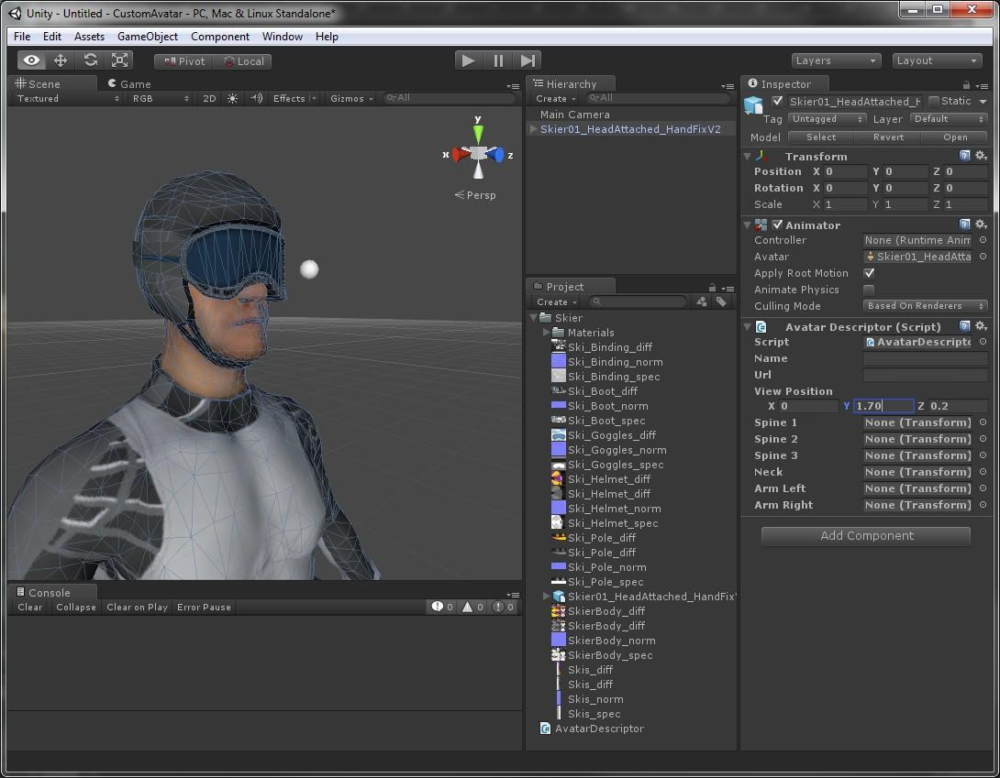 Unity - Untitled - CustomAvatar - PC, Mac & Linux Standalone*
File Edit Assets GameObject Component Window Help
Pivot Local Layers Layout
Scene Game
Textured RGB 2D Effects Gizmos All
y
x z
Persp
Console
Clear Collapse Clear on Play Error Pause 0 0 0
Hierarchy
Create All
Main Camera
Skier01_HeadAttached_HandFixV2
Project
Create
Skier
Materials
Ski_Binding_diff
Ski_Binding_norm
Ski_Binding_spec
Ski_Boot_diff
Ski_Boot_norm
Ski_Boot_spec
Ski_Goggles_diff
Ski_Goggles_norm
Ski_Goggles_spec
Ski_Helmet_diff
Ski_Helmet_diff
Ski_Helmet_norm
Ski_Helmet_spec
Ski_Pole_diff
Ski_Pole_diff
Ski_Pole_norm
Ski_Pole_spec
Skier01_HeadAttached_HandFix
SkierBody_diff
SkierBody_diff
SkierBody_norm
SkierBody_spec
Skis_diff
Skis_diff
Skis_norm
Skis_spec
AvatarDescriptor
Inspector
Skier01_HeadAttached_H Static
Tag Untagged Layer Default
Model Select Revert Open
Transform
Position X 0 Y 0 Z 0
Rotation X 0 Y 0 Z 0
Scale X 1 Y 1 Z 1
Animator
Controller None (Runtime Anim
Avatar Skier01_HeadAtta
Apply Root Motion
Animate Physics
Culling Mode Based On Renderers
Avatar Descriptor (Script)
Script AvatarDescripto
Name
Url
View Position
X 0 Y 1.70 Z 0.2
Spine 1 None (Transform)
Spine 2 None (Transform)
Spine 3 None (Transform)
Neck None (Transform)
Arm Left None (Transform)
Arm Right None (Transform)
Add Component